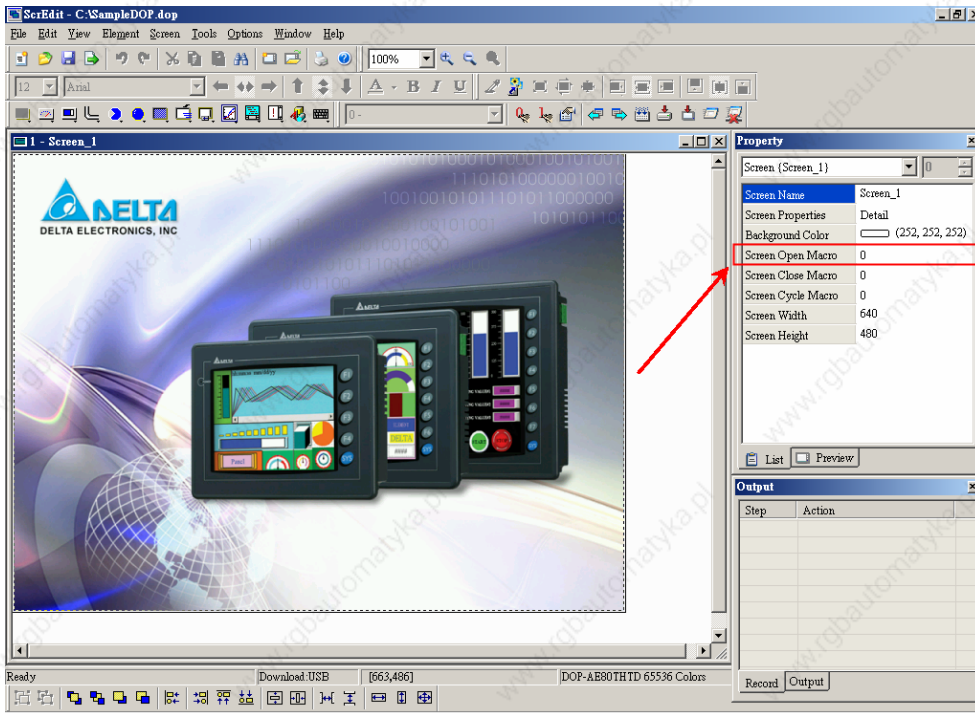 ScrEdit - C:\SampleDOP.dop
File Edit View Element Screen Tools Options Window Help
100%
12 Arial
A - B I U
0 -
1 - Screen_1
DELTA
DELTA ELECTRONICS, INC
Property
Screen {Screen_1} 0
Screen Name Screen_1
Screen Properties Detail
Background Color (252, 252, 252)
Screen Open Macro 0
Screen Close Macro 0
Screen Cycle Macro 0
Screen Width 640
Screen Height 480
List Preview
Output
Step Action
Record Output
Ready Download:USB [663,486] DOP-AE80THTD 65536 Colors
www.rgbautomatyka.pl